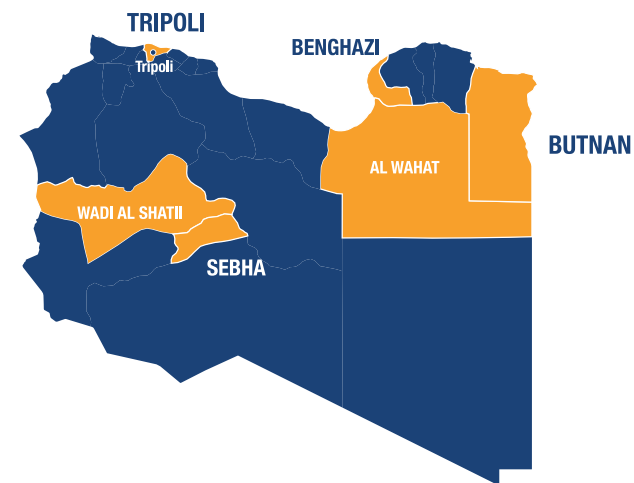 TRIPOLI
Tripoli
BENGHAZI
BUTNAN
AL WAHAT
WADI AL SHATII
SEBHA